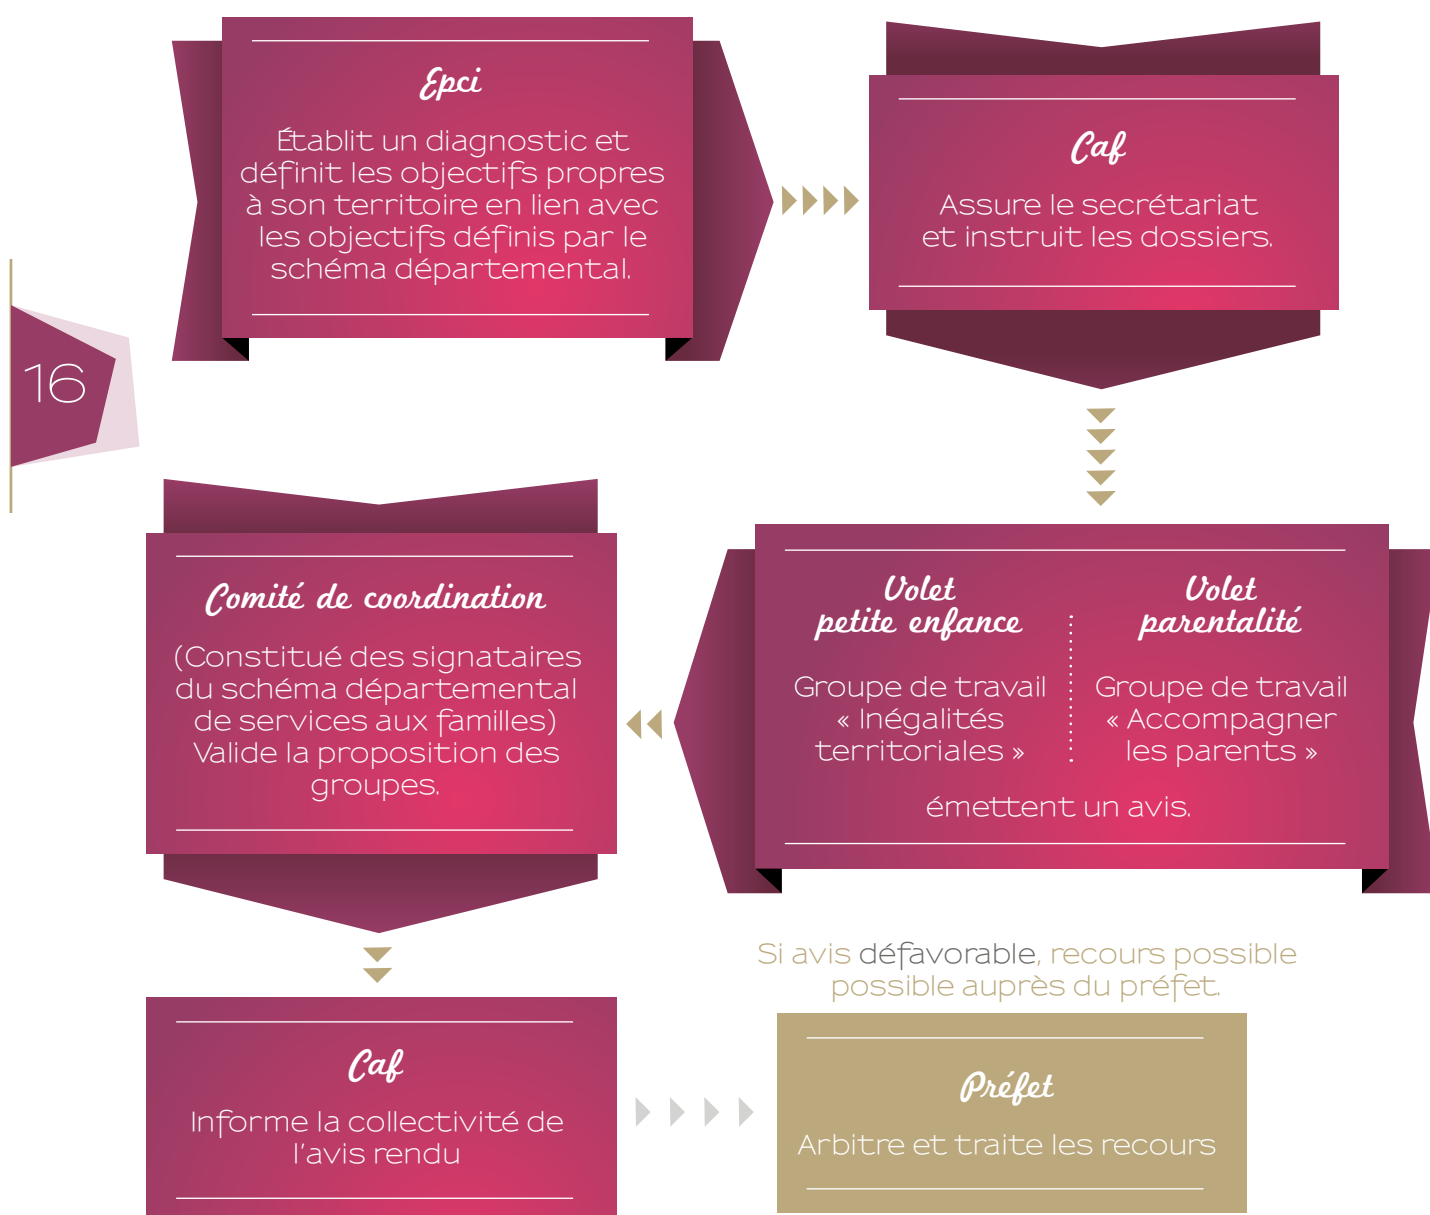 Epci
Établit un diagnostic et
définit les objectifs propres
à son territoire en lien avec
les objectifs définis par le
schéma départemental.
Caf
Assure le secrétariat
et instruit les dossiers.
16
Volet
petite enfance
Groupe de travail
« Inégalités
territoriales »
Volet
parentalité
Groupe de travail
« Accompagner
les parents »
émettent un avis.
Comité de coordination
(Constitué des signataires
du schéma départemental
de services aux familles)
Valide la proposition des
groupes.
Caf
Informe la collectivité de
l'avis rendu
Si avis défavorable, recours possible
possible auprès du préfet.
Préfet
Arbitre et traite les recours